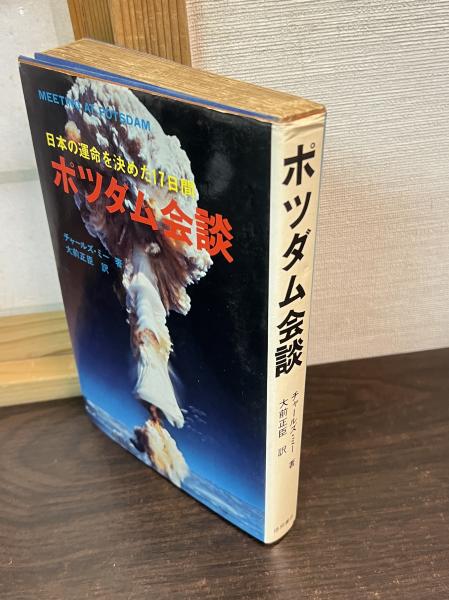 MEETING AT POTSDAM
日本の運命を決めた17日間
ポツダム会談
チャールズ・ミー 著
大前正臣 訳
ポツダム会談
チャールズ・ミー 著
大前正臣 訳